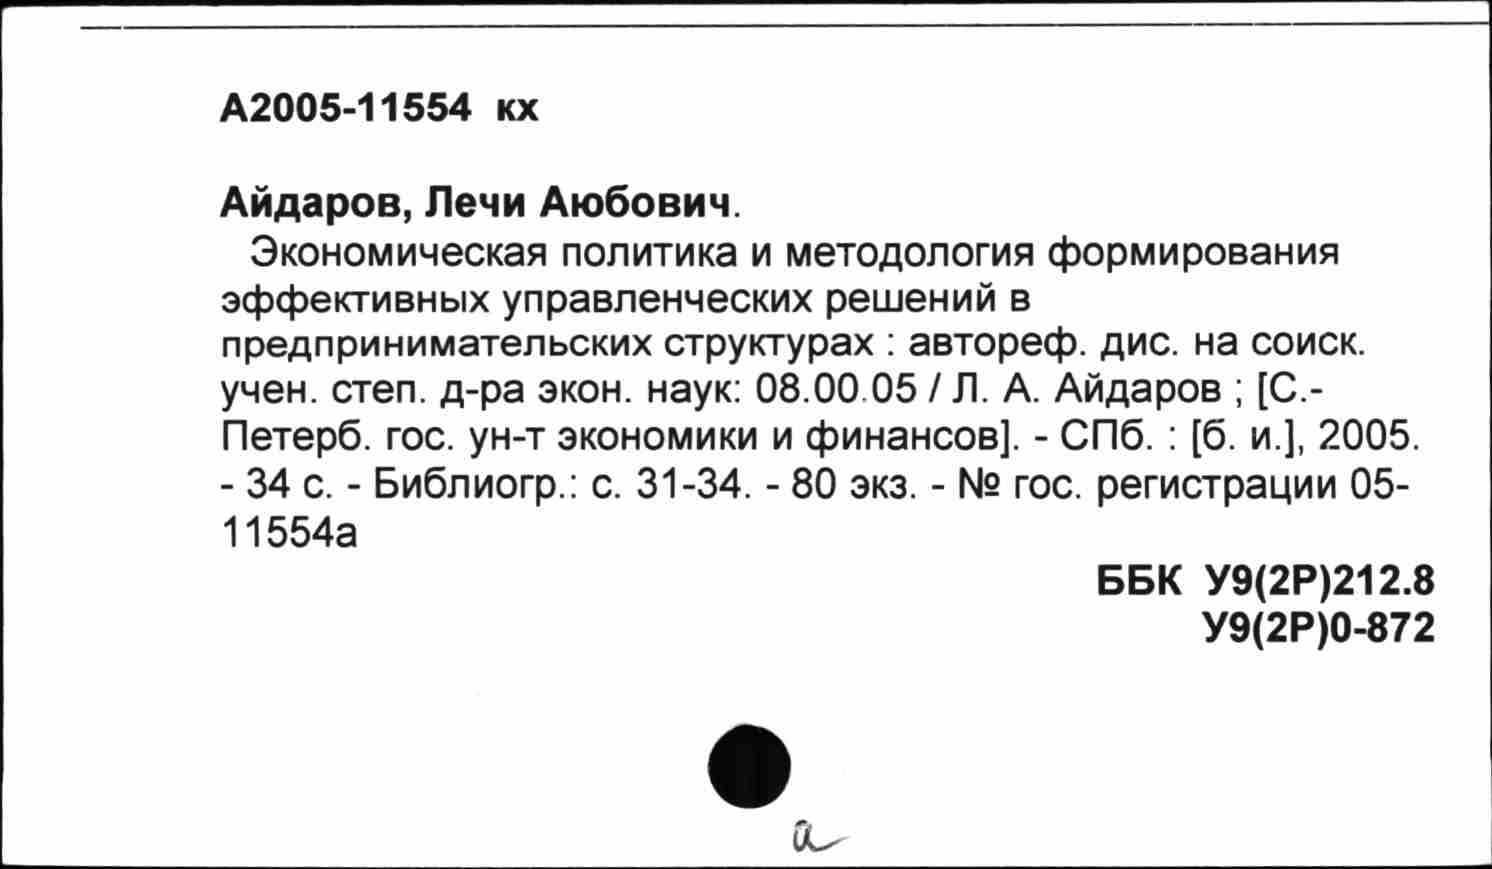 А2005-11554 кх
Айдаров, Лечи Аюбович.
Экономическая политика и методология формирования
эффективных управленческих решений в
предпринимательских структурах : автореф. дис. на соиск.
учен. степ. д-ра экон. наук: 08.00.05 / Л. А. Айдаров ; [С.-
Петерб. гос. ун-т экономики и финансов]. - СПб. : [б. и.], 2005.
- 34 с. - Библиогр.: с. 31-34. - 80 экз. - № гос. регистрации 05-
11554а
ББК У9(2Р)212.8
У9(2Р)0-872
а